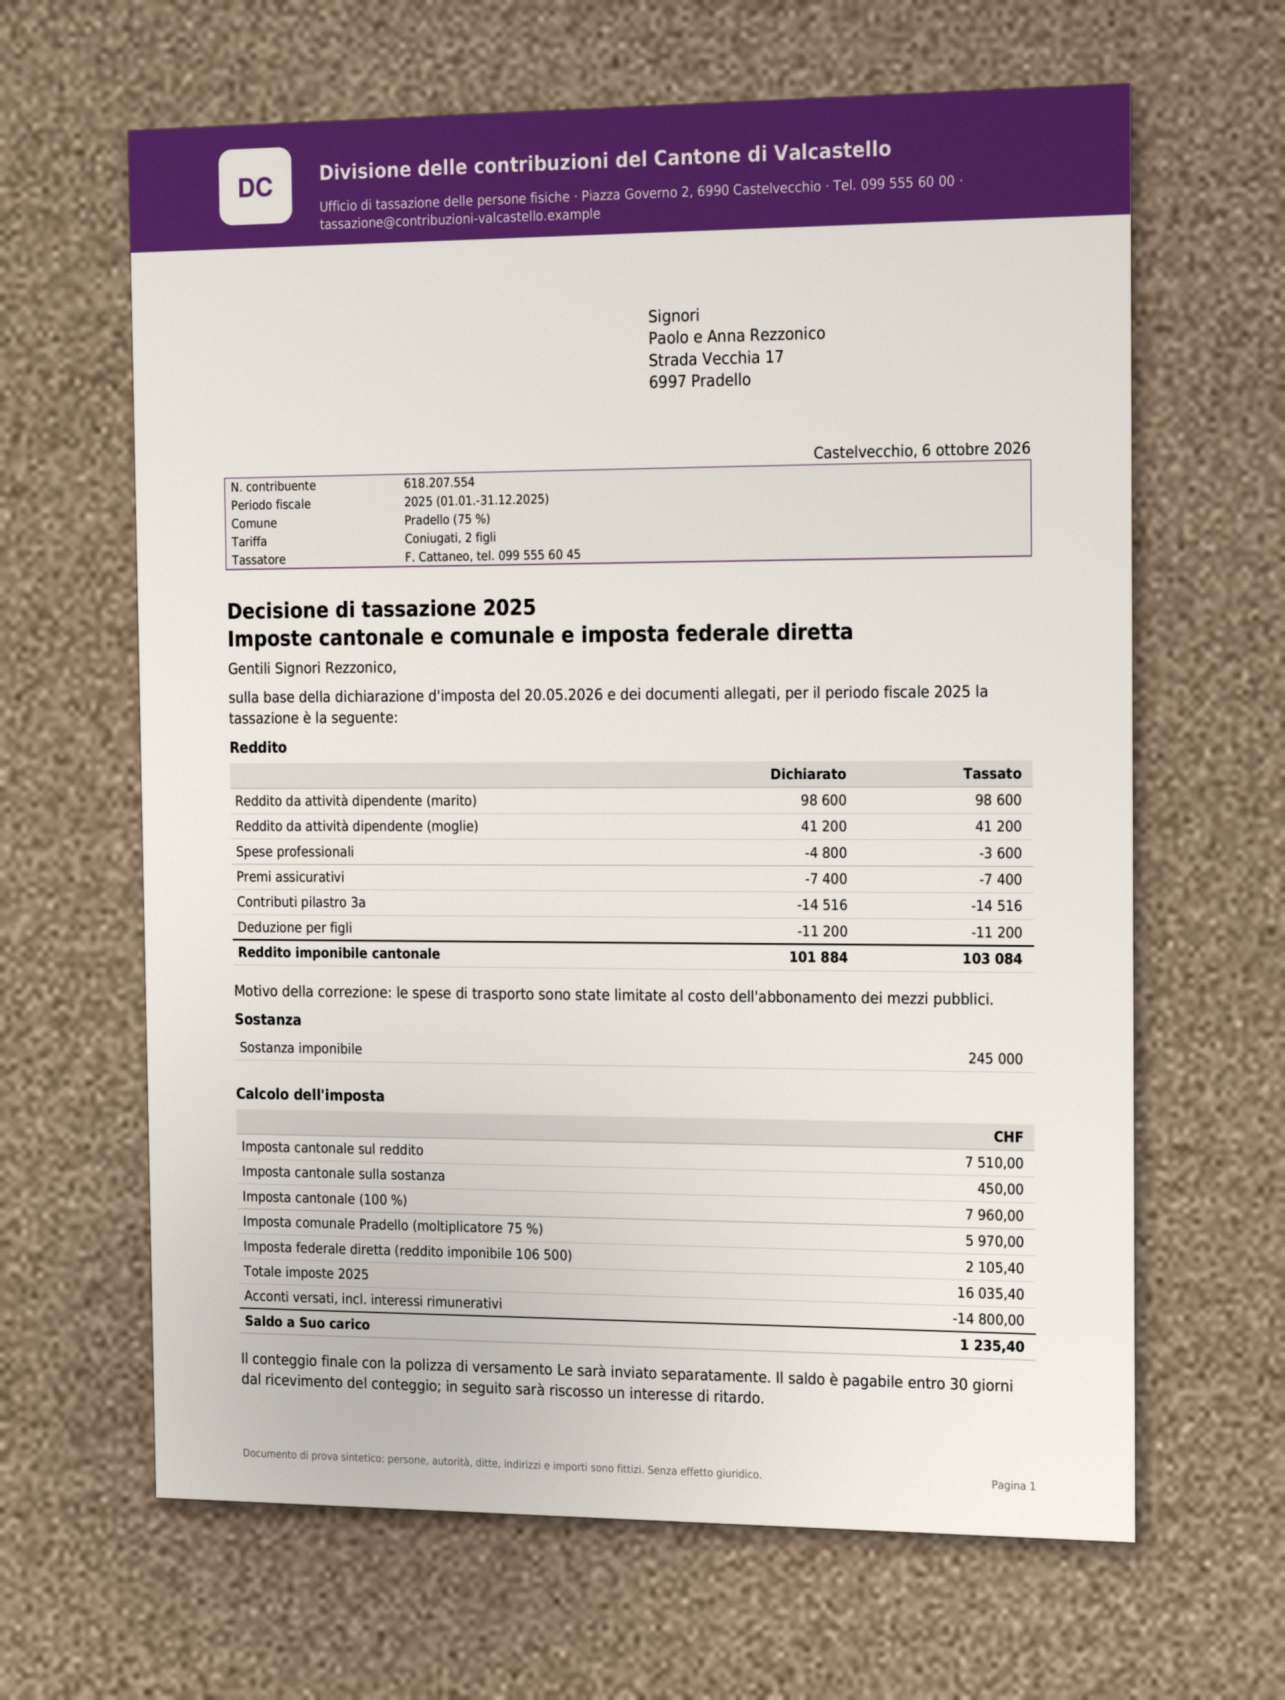 DC
Divisione delle contribuzioni del Cantone di Valcastello
Ufficio di tassazione delle persone fisiche · Piazza Governo 2, 6990 Castelvecchio · Tel. 099 555 60 00 ·
tassazione@contribuzioni-valcastello.example
Signori
Paolo e Anna Rezzonico
Strada Vecchia 17
6997 Pradello
Castelvecchio, 6 ottobre 2026
N. contribuente 618.207.554
Periodo fiscale 2025 (01.01.-31.12.2025)
Comune Pradello (75 %)
Tariffa Coniugati, 2 figli
Tassatore F. Cattaneo, tel. 099 555 60 45
Decisione di tassazione 2025
Imposte cantonale e comunale e imposta federale diretta
Gentili Signori Rezzonico,
sulla base della dichiarazione d'imposta del 20.05.2026 e dei documenti allegati, per il periodo fiscale 2025 la
tassazione è la seguente:
Reddito
Dichiarato Tassato
Reddito da attività dipendente (marito) 98 600 98 600
Reddito da attività dipendente (moglie) 41 200 41 200
Spese professionali -4 800 -3 600
Premi assicurativi -7 400 -7 400
Contributi pilastro 3a -14 516 -14 516
Deduzione per figli -11 200 -11 200
Reddito imponibile cantonale 101 884 103 084
Motivo della correzione: le spese di trasporto sono state limitate al costo dell'abbonamento dei mezzi pubblici.
Sostanza
Sostanza imponibile 245 000
Calcolo dell'imposta
CHF
Imposta cantonale sul reddito 7 510,00
Imposta cantonale sulla sostanza 450,00
Imposta cantonale (100 %) 7 960,00
Imposta comunale Pradello (moltiplicatore 75 %) 5 970,00
Imposta federale diretta (reddito imponibile 106 500) 2 105,40
Totale imposte 2025 16 035,40
Acconti versati, incl. interessi rimunerativi -14 800,00
Saldo a Suo carico 1 235,40
Il conteggio finale con la polizza di versamento Le sarà inviato separatamente. Il saldo è pagabile entro 30 giorni
dal ricevimento del conteggio; in seguito sarà riscosso un interesse di ritardo.
Documento di prova sintetico: persone, autorità, ditte, indirizzi e importi sono fittizi. Senza effetto giuridico.
Pagina 1